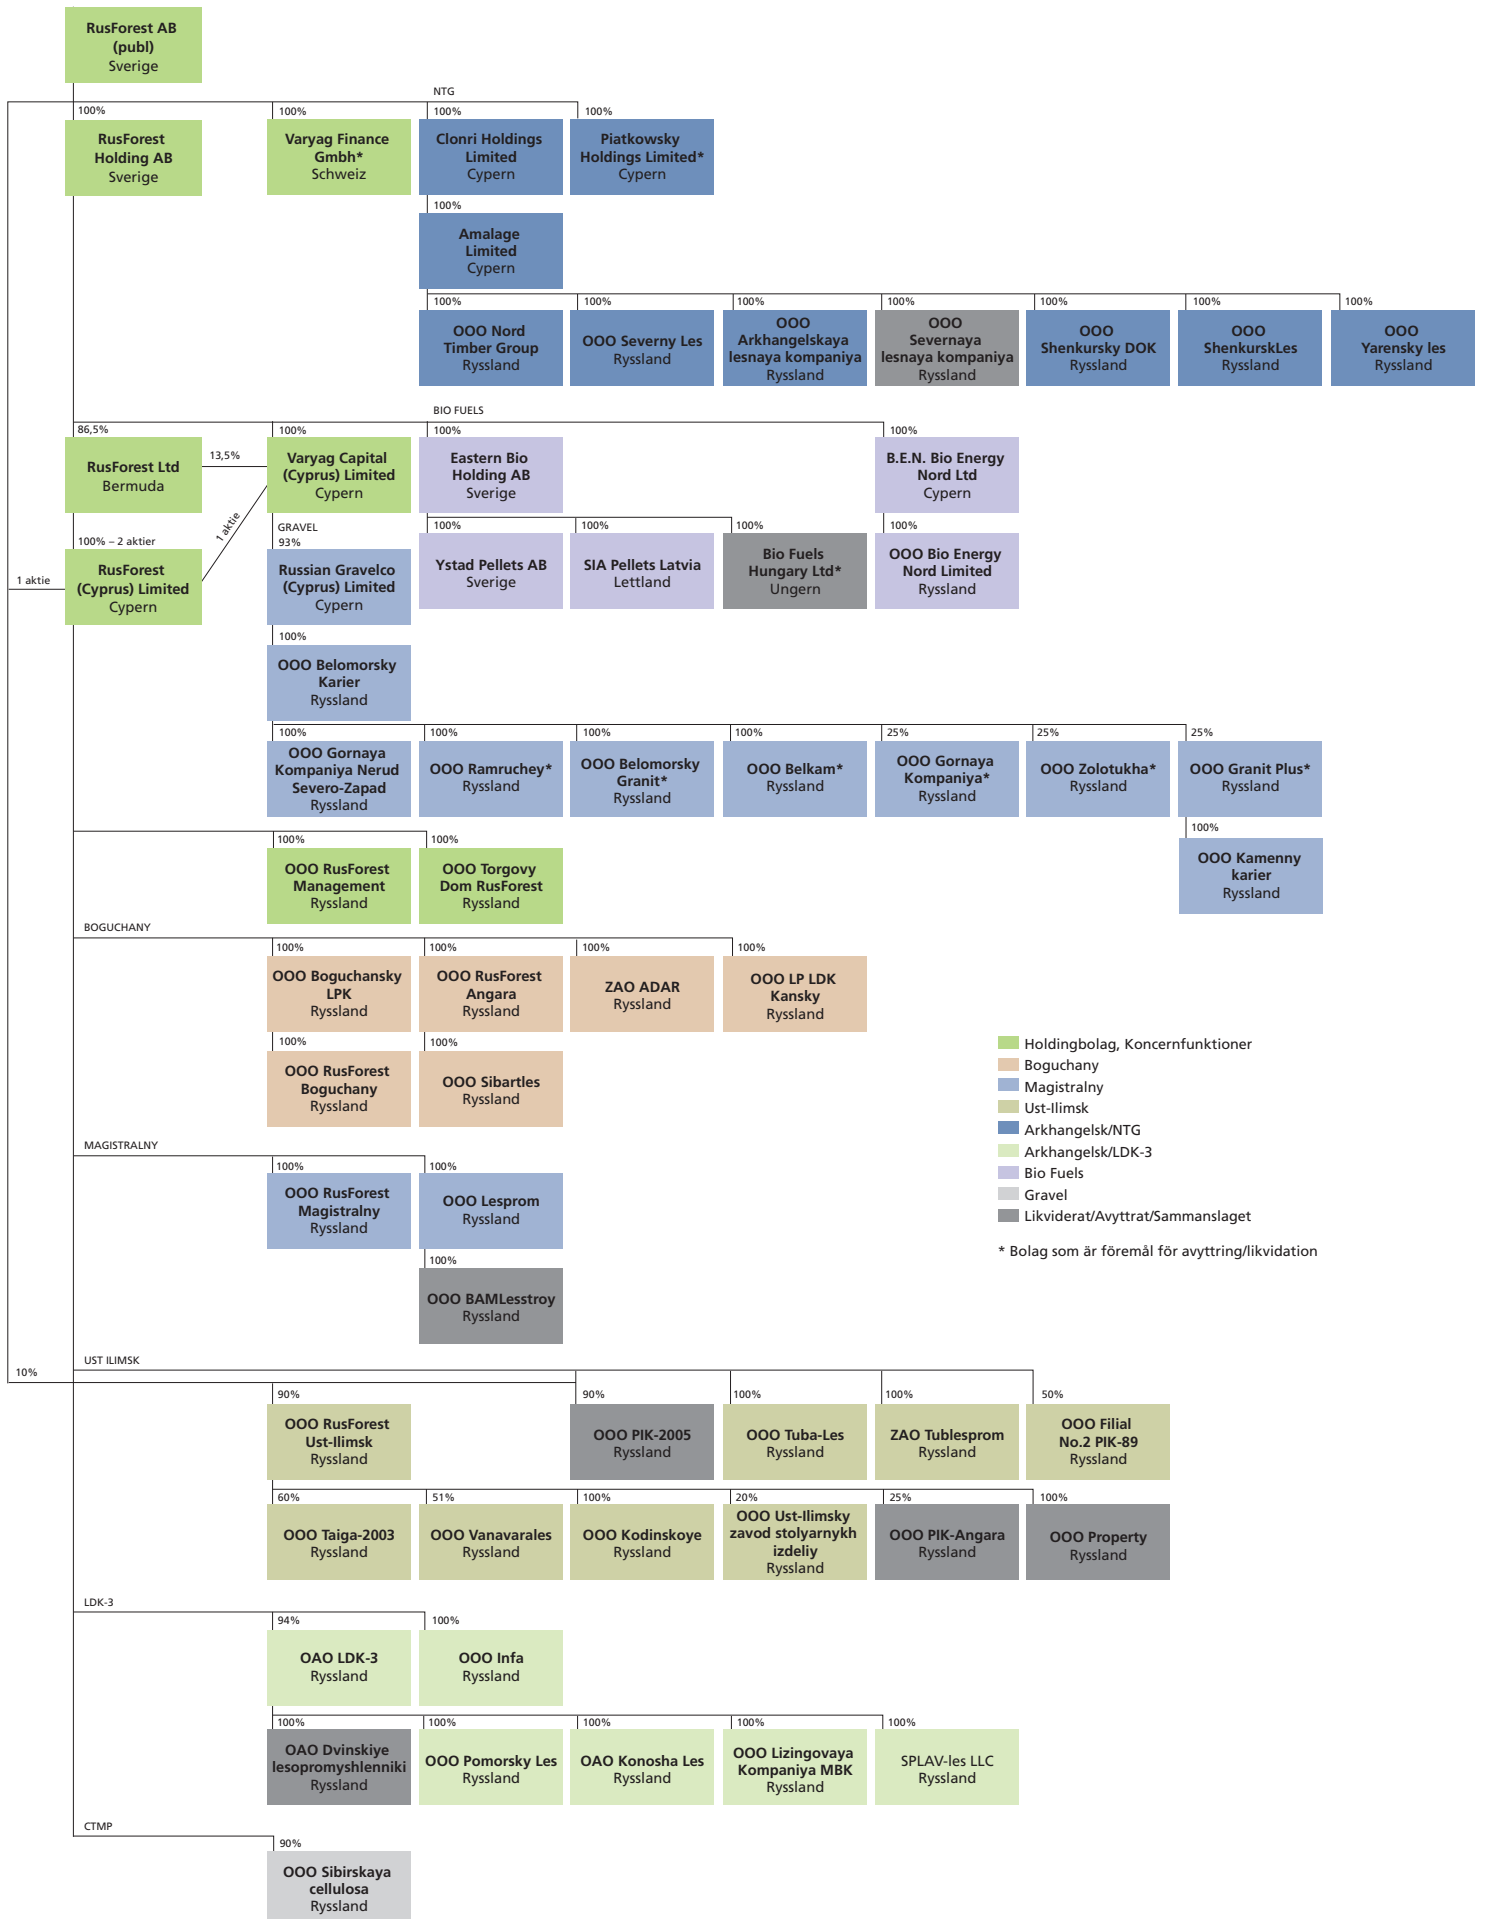 RusForest AB
(publ)
Sverige
NTG
100%
100%
100%
100%
RusForest
Holding AB
Sverige
Varyag Finance
Gmbh*
Schweiz
Clonri Holdings
Limited
Cypern
Piatkowsky
Holdings Limited*
Cypern
100%
Amalage
Limited
Cypern
100%
100%
100%
100%
100%
100%
100%
OOO Nord
Timber Group
Ryssland
OOO Severny Les
Ryssland
OOO
Arkhangelskaya
lesnaya kompaniya
Ryssland
OOO
Severnaya
lesnaya kompaniya
Ryssland
OOO
Shenkursky DOK
Ryssland
OOO
ShenkurskLes
Ryssland
OOO
Yarensky les
Ryssland
BIO FUELS
86,5%
100%
100%
100%
RusForest Ltd
Bermuda
13,5%
Varyag Capital
(Cyprus) Limited
Cypern
Eastern Bio
Holding AB
Sverige
B.E.N. Bio Energy
Nord Ltd
Cypern
1 aktie
GRAVEL
93%
100%
100%
100%
100%
100% – 2 aktier
1 aktie
RusForest
(Cyprus) Limited
Cypern
Russian Gravelco
(Cyprus) Limited
Cypern
Ystad Pellets AB
Sverige
SIA Pellets Latvia
Lettland
Bio Fuels
Hungary Ltd*
Ungern
OOO Bio Energy
Nord Limited
Ryssland
100%
OOO Belomorsky
Karier
Ryssland
100%
100%
100%
100%
25%
25%
25%
OOO Gornaya
Kompaniya Nerud
Severo-Zapad
Ryssland
OOO Ramruchey*
Ryssland
OOO Belomorsky
Granit*
Ryssland
OOO Belkam*
Ryssland
OOO Gornaya
Kompaniya*
Ryssland
OOO Zolotukha*
Ryssland
OOO Granit Plus*
Ryssland
100%
OOO Kamenny
karier
Ryssland
100%
100%
OOO RusForest
Management
Ryssland
OOO Torgovy
Dom RusForest
Ryssland
BOGUCHANY
100%
100%
100%
100%
OOO Boguchansky
LPK
Ryssland
OOO RusForest
Angara
Ryssland
ZAO ADAR
Ryssland
OOO LP LDK
Kansky
Ryssland
100%
100%
OOO RusForest
Boguchany
Ryssland
OOO Sibartles
Ryssland
Holdingbolag, Koncernfunktioner
Boguchany
Magistralny
Ust-Ilimsk
Arkhangelsk/NTG
Arkhangelsk/LDK-3
Bio Fuels
Gravel
Likviderat/Avyttrat/Sammanslaget
* Bolag som är föremål för avyttring/likvidation
MAGISTRALNY
100%
100%
OOO RusForest
Magistralny
Ryssland
OOO Lesprom
Ryssland
100%
OOO BAMLesstroy
Ryssland
UST ILIMSK
10%
90%
90%
100%
100%
50%
OOO RusForest
Ust-Ilimsk
Ryssland
OOO PIK-2005
Ryssland
OOO Tuba-Les
Ryssland
ZAO Tublesprom
Ryssland
OOO Filial
No.2 PIK-89
Ryssland
60%
51%
100%
20%
25%
100%
OOO Taiga-2003
Ryssland
OOO Vanavarales
Ryssland
OOO Kodinskoye
Ryssland
OOO Ust-Ilimsky
zavod stolyarnykh
izdeliy
Ryssland
OOO PIK-Angara
Ryssland
OOO Property
Ryssland
LDK-3
94%
100%
OAO LDK-3
Ryssland
OOO Infa
Ryssland
100%
100%
100%
100%
100%
OAO Dvinskiye
lesopromyshlenniki
Ryssland
OOO Pomorsky Les
Ryssland
OAO Konosha Les
Ryssland
OOO Lizingovaya
Kompaniya MBK
Ryssland
SPLAV-les LLC
Ryssland
CTMP
90%
OOO Sibirskaya
cellulosa
Ryssland